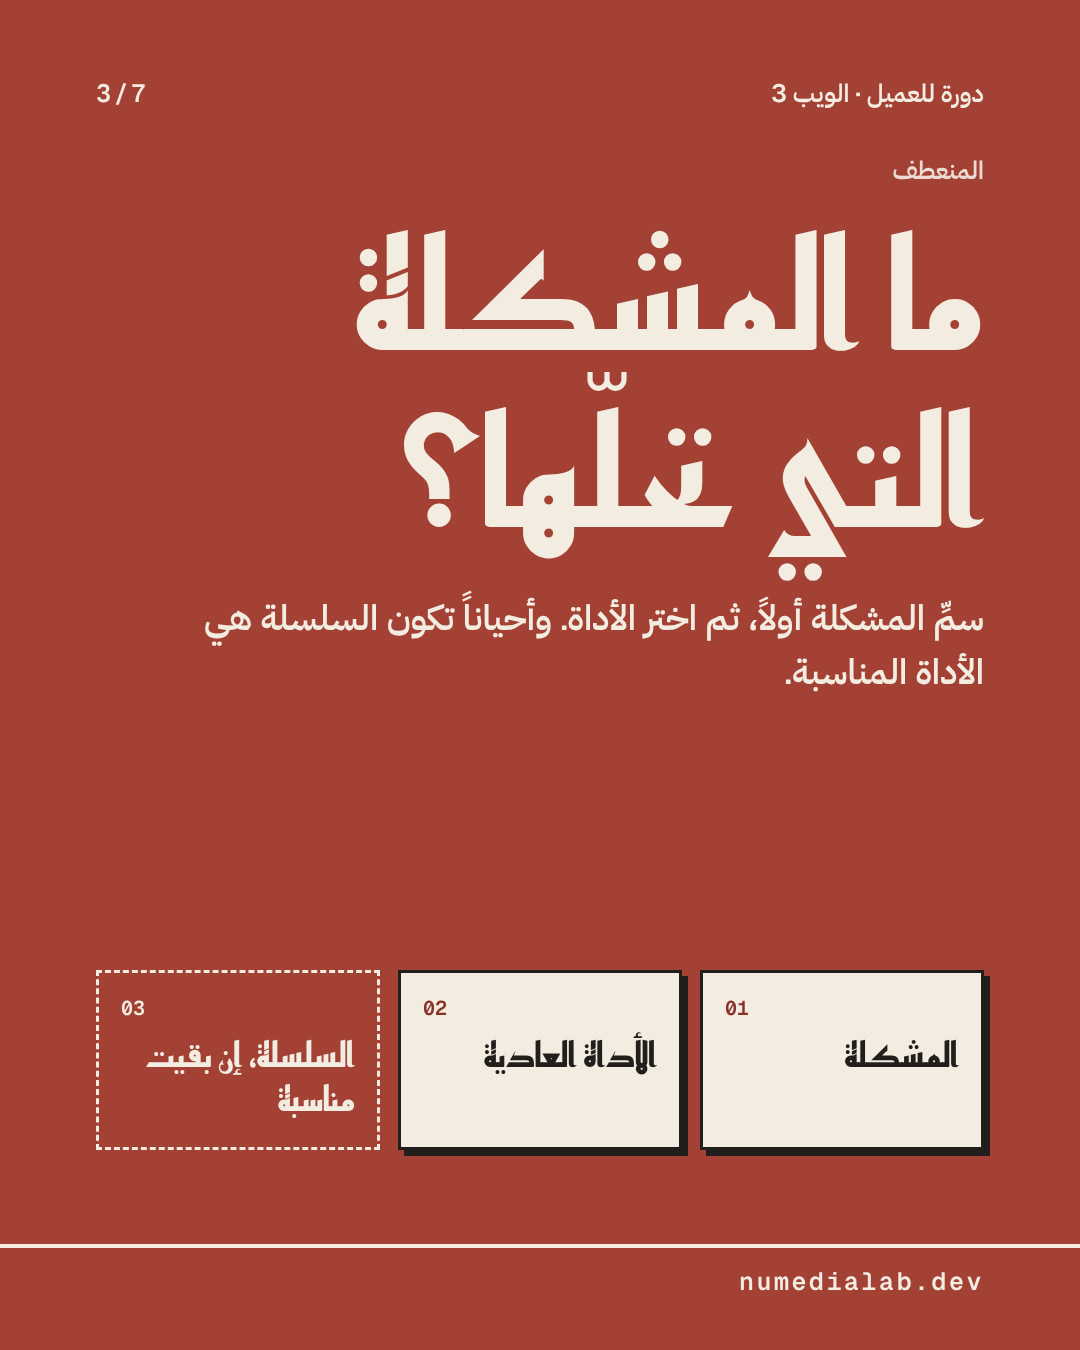 دورة للعميل · الويب 3
3 / 7
المنعطف
ما المشكلة
التي تحلّها؟
سمِّ المشكلة أولاً، ثم اختر الأداة. وأحياناً تكون السلسلة هي
الأداة المناسبة.
01
المشكلة
02
الأداة العادية
03
السلسلة، إن بقيت
مناسبة
numedialab.dev